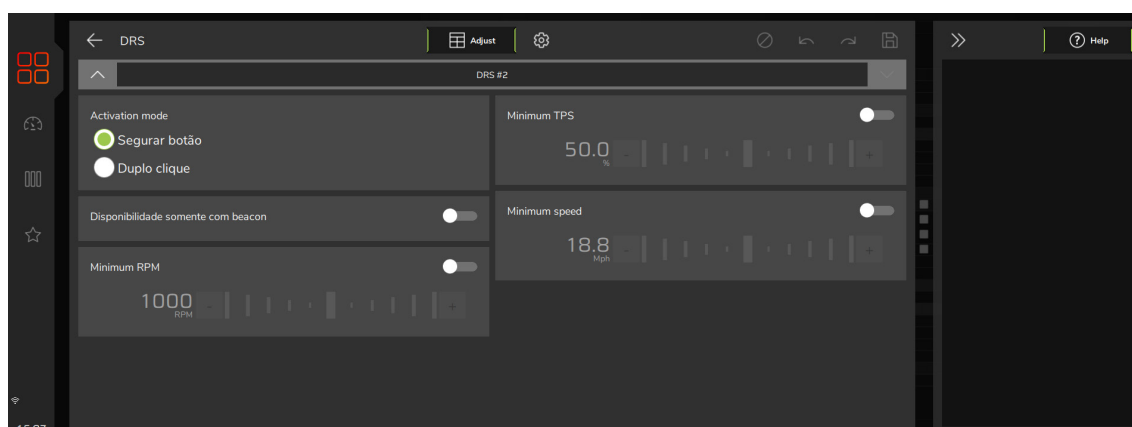 DRS
Adjust
Help
DRS #2
Activation mode
Segurar botão
Duplo clique
Disponibilidade somente com beacon
Minimum RPM
1000
RPM
- +
Minimum TPS
50.0
%
- +
Minimum speed
18.8
Mph
- +